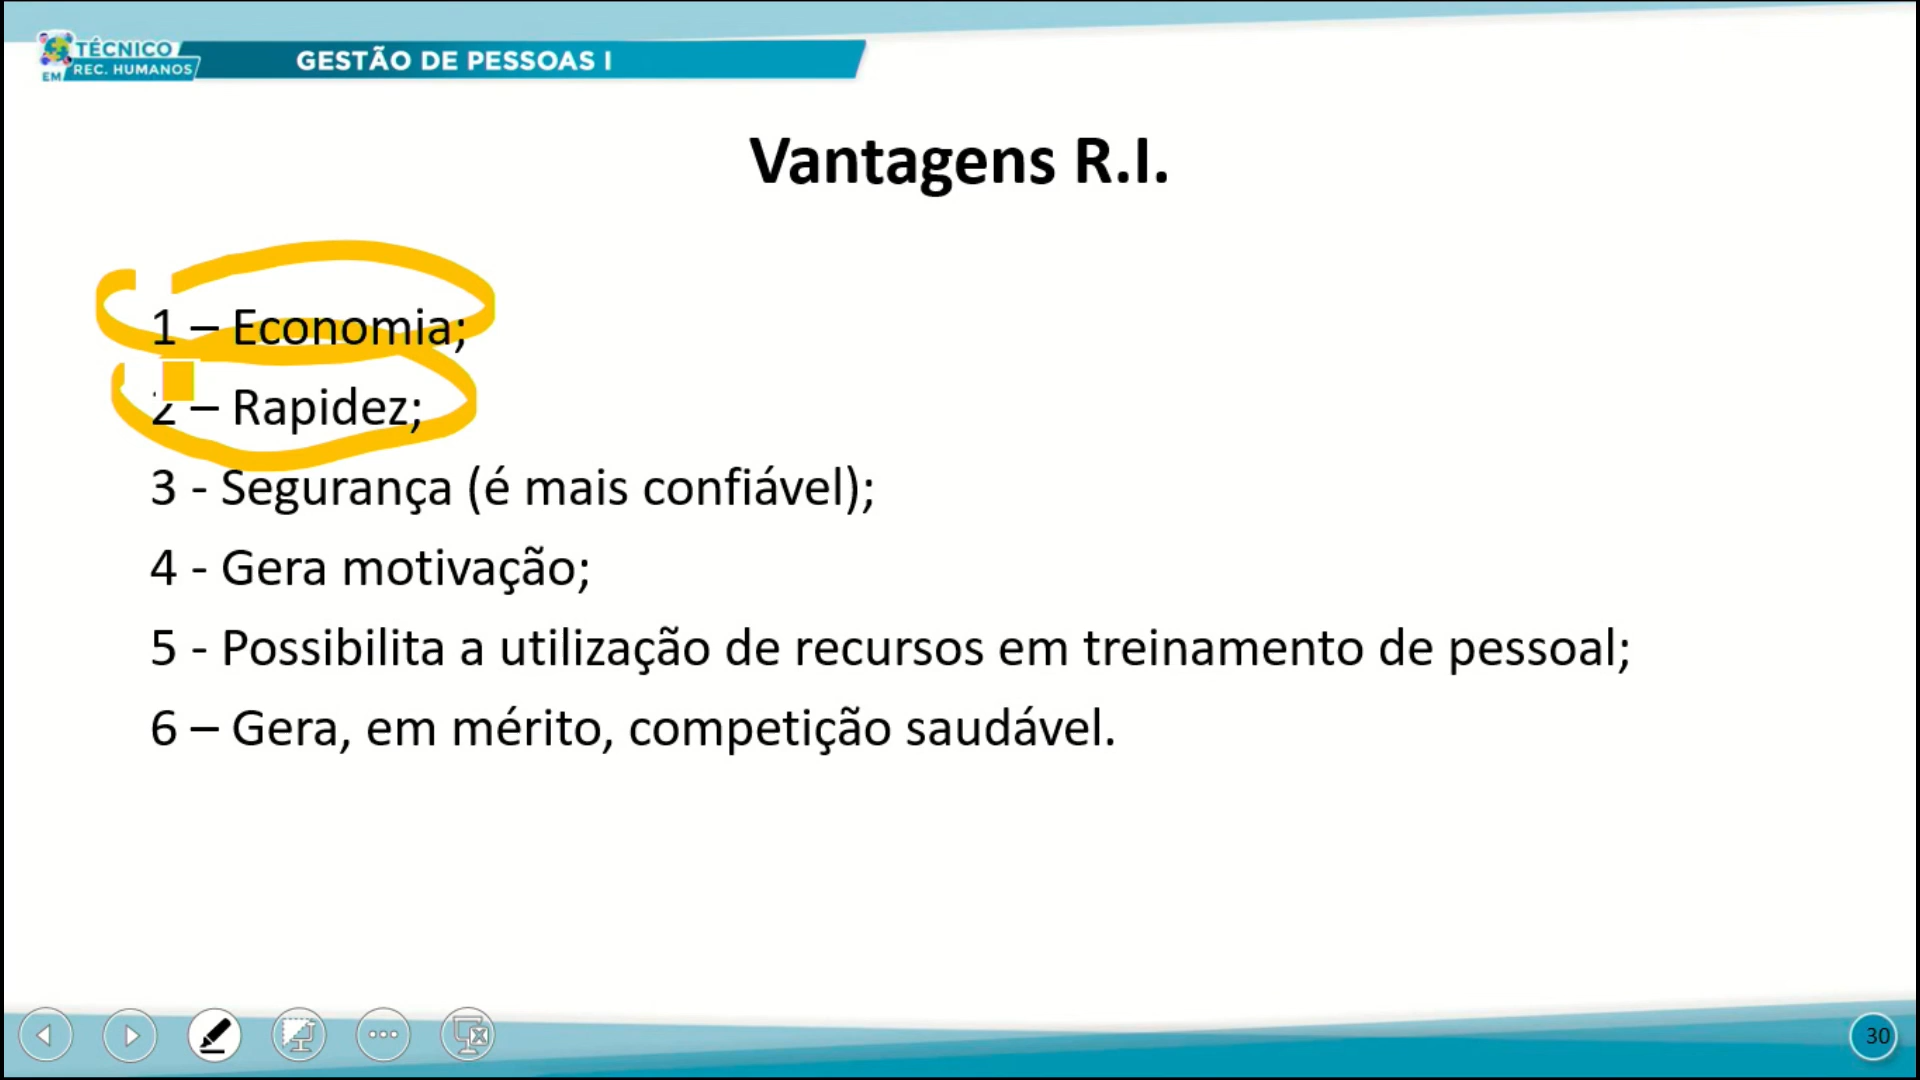 TÉCNICO
EM REC. HUMANOS
GESTÃO DE PESSOAS I
Vantagens R.I.
1 – Economia;
2 – Rapidez;
3 - Segurança (é mais confiável);
4 - Gera motivação;
5 - Possibilita a utilização de recursos em treinamento de pessoal;
6 – Gera, em mérito, competição saudável.
30